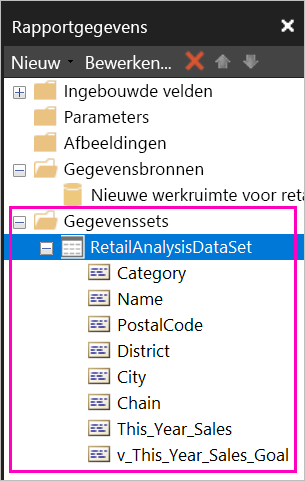 Rapportgegevens
Nieuw Bewerken...
Ingebouwde velden
Parameters
Afbeeldingen
Gegevensbronnen
Nieuwe werkruimte voor reta
Gegevenssets
RetailAnalysisDataSet
Category
Name
PostalCode
District
City
Chain
This_Year_Sales
v_This_Year_Sales_Goal